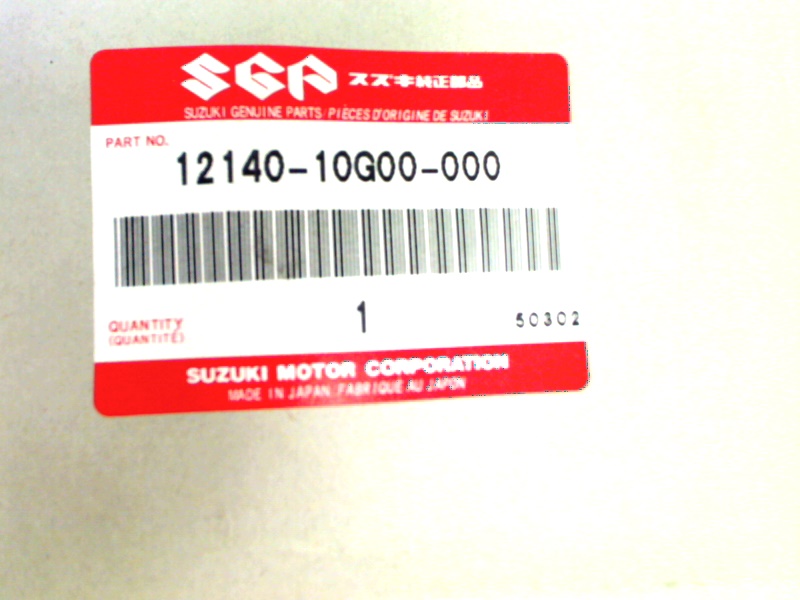 SGP スズキ純正部品
SUZUKI GENUINE PARTS/PIÈCES D'ORIGINE DE SUZUKI
PART NO.
12140-10G00-000
QUANTITY 1 50302
(QUANTITÉ)
SUZUKI MOTOR CORPORATION
MADE IN JAPAN / FABRIQUÉ AU JAPON